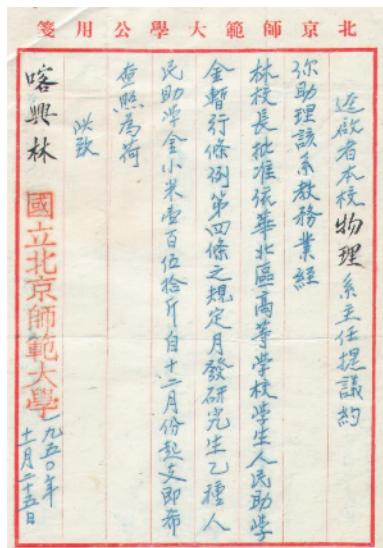 北京師範大學公用箋
逕啟者本校物理系主任提議約
你助理該系教務業經
林校長批准依華北區高等學校學生人民助學
金暫行條例第四條之規定月發研究生乙種人
民助学金小米壹百伍拾斤自十二月份起支即希
查照為荷
此致
喀興林
國立北京師範大學
一九五〇年
十一月二十五日